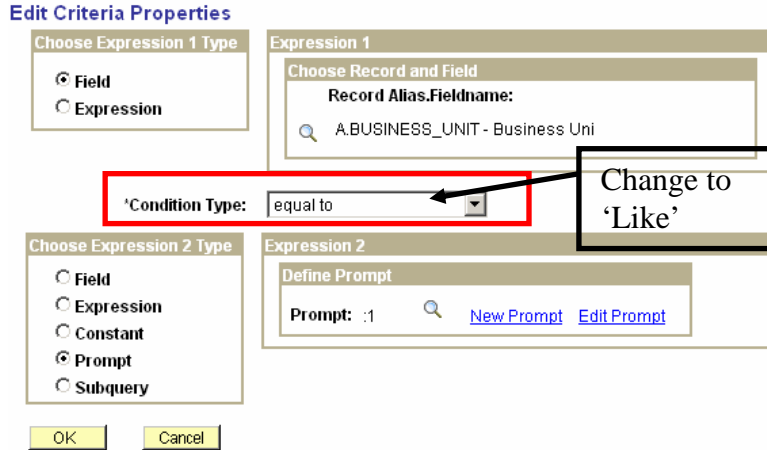 Edit Criteria Properties
Choose Expression 1 Type
Field
Expression
Expression 1
Choose Record and Field
Record Alias.Fieldname:
A.BUSINESS_UNIT - Business Uni
*Condition Type:
equal to
Change to
‘Like’
Choose Expression 2 Type
Field
Expression
Constant
Prompt
Subquery
Expression 2
Define Prompt
Prompt: :1 New Prompt Edit Prompt
OK Cancel